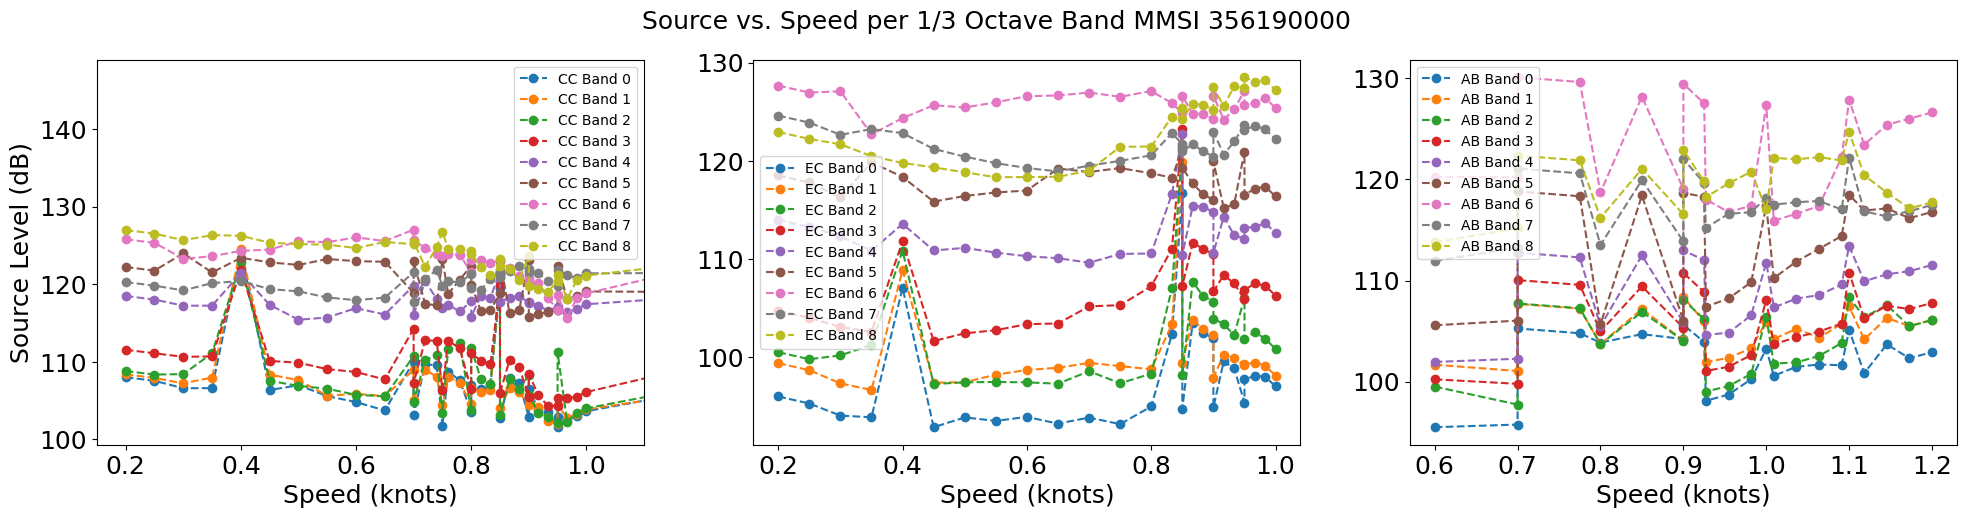 Source vs. Speed per 1/3 Octave Band MMSI 356190000
Source Level (dB)
140
130
120
110
100
0.2 0.4 0.6 0.8 1.0
Speed (knots)
CC Band 0
CC Band 1
CC Band 2
CC Band 3
CC Band 4
CC Band 5
CC Band 6
CC Band 7
CC Band 8
130
120
110
100
0.2 0.4 0.6 0.8 1.0
Speed (knots)
EC Band 0
EC Band 1
EC Band 2
EC Band 3
EC Band 4
EC Band 5
EC Band 6
EC Band 7
EC Band 8
130
120
110
100
0.6 0.7 0.8 0.9 1.0 1.1 1.2
Speed (knots)
AB Band 0
AB Band 1
AB Band 2
AB Band 3
AB Band 4
AB Band 5
AB Band 6
AB Band 7
AB Band 8